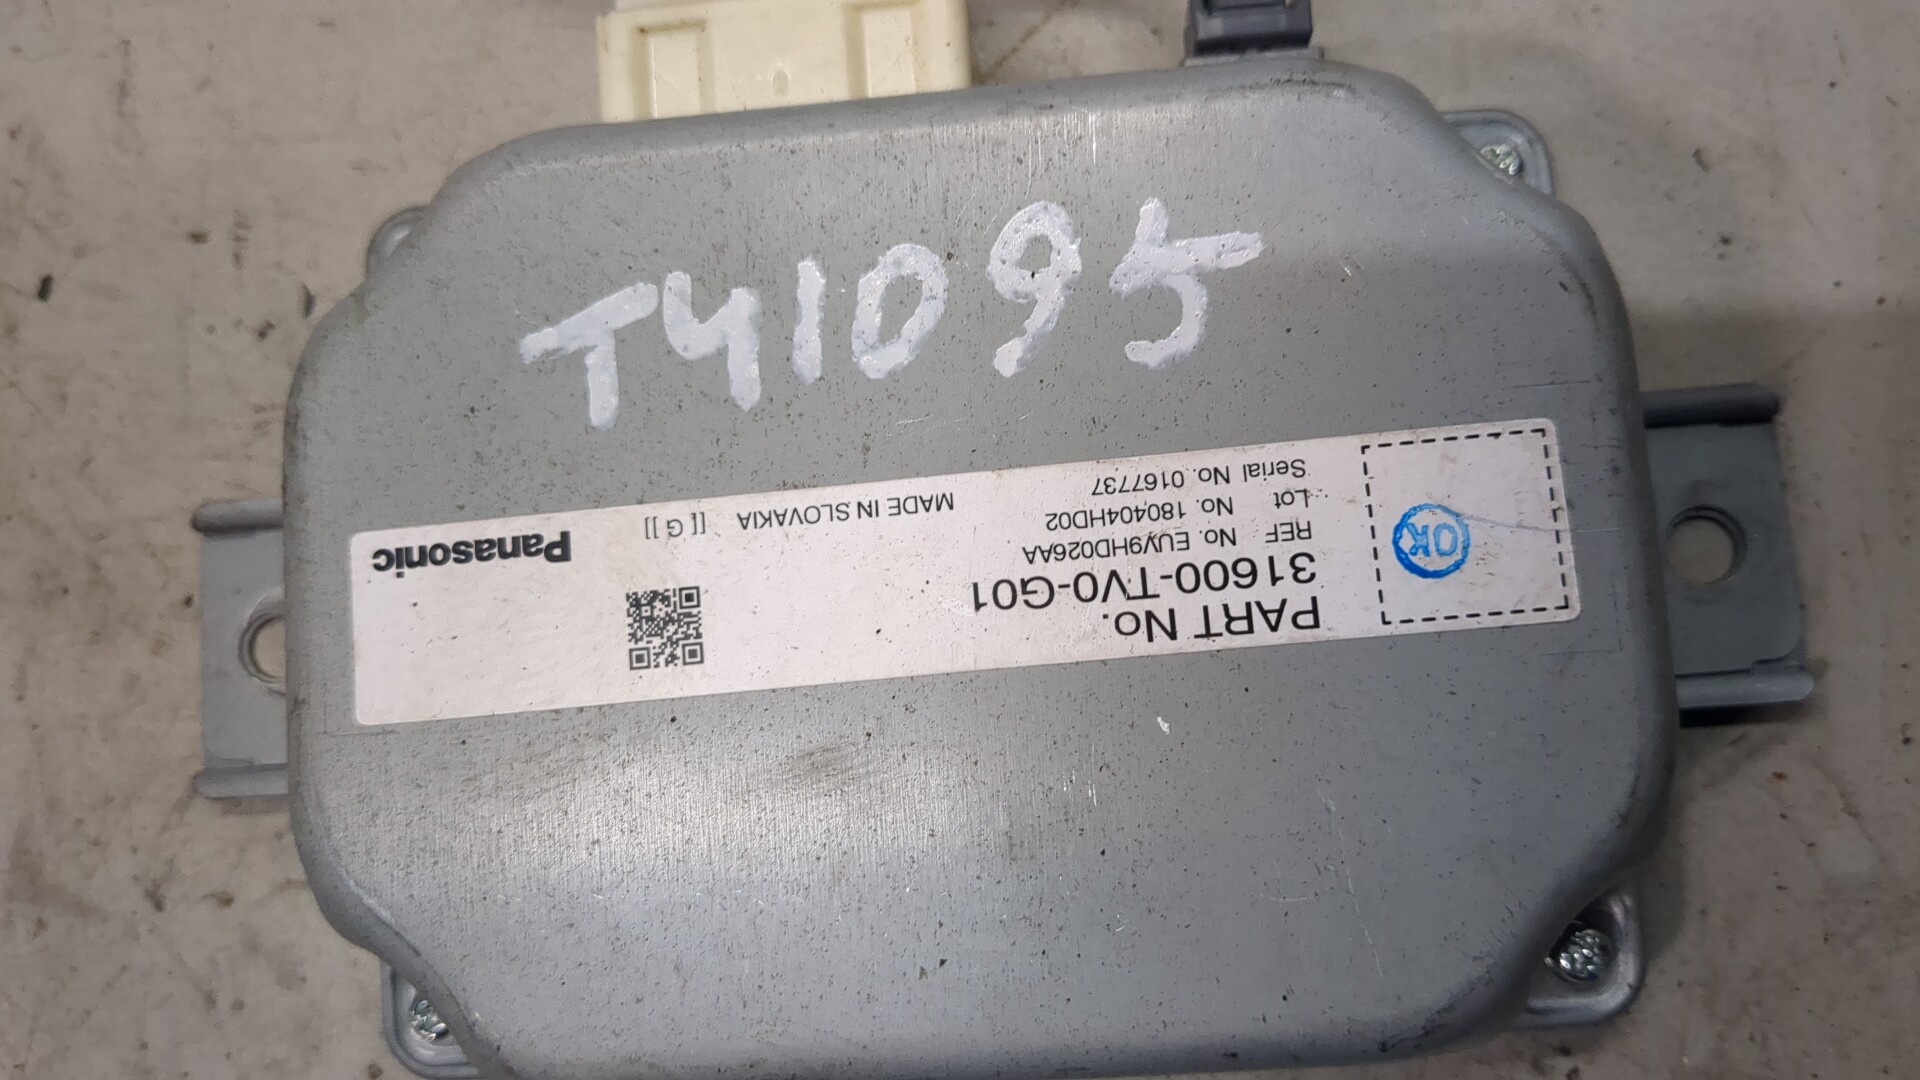 T41095
PART No.
31600-TV0-G01
REF No. EUY9HD026AA
Lot No. 180404HD02
Serial No. 0167737
MADE IN SLOVAKIA [[ G ]]
Panasonic
OK